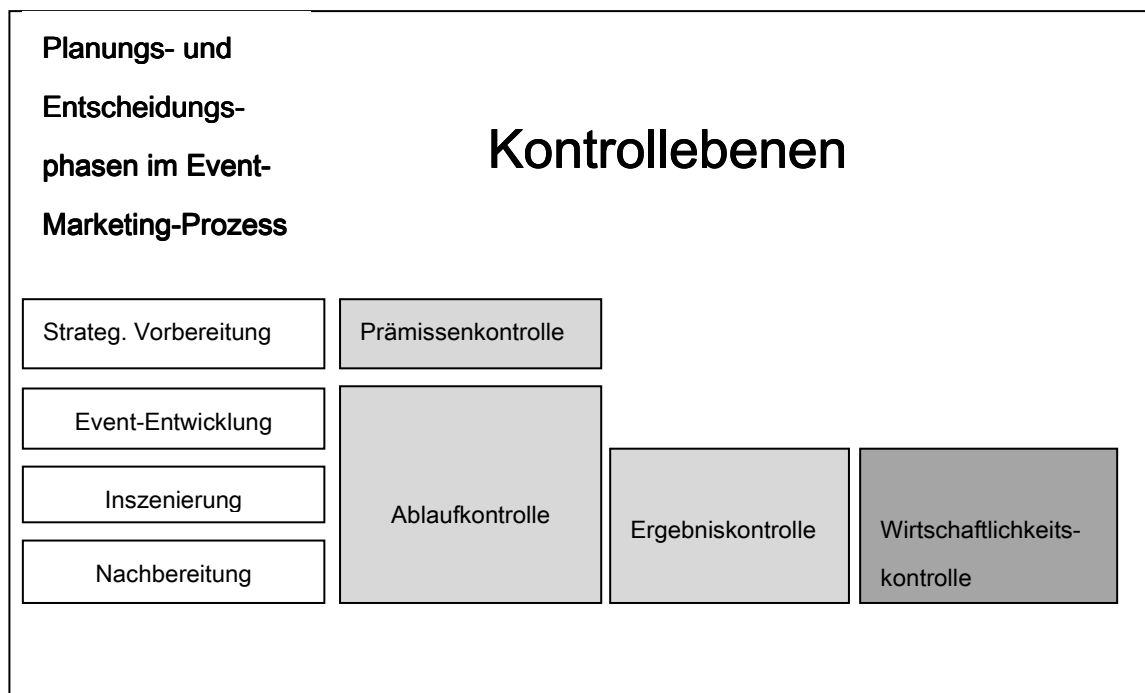 Planungs- und
Entscheidungs-
phasen im Event-
Marketing-Prozess
Kontrollebenen
Strateg. Vorbereitung
Prämissenkontrolle
Event-Entwicklung
Inszenierung
Nachbereitung
Ablaufkontrolle
Ergebniskontrolle
Wirtschaftlichkeits-
kontrolle